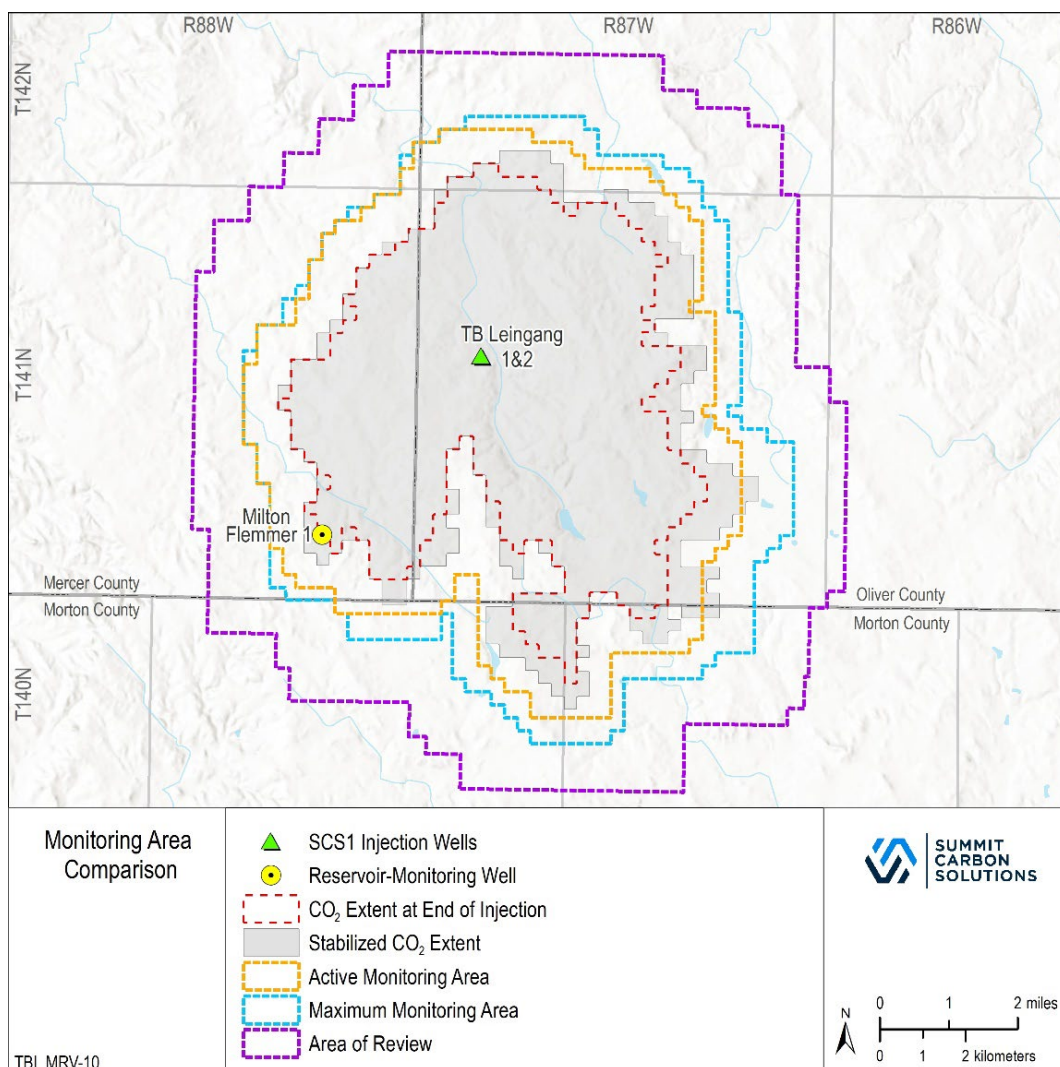 R88W
R87W
R86W
T142N
T141N
TB Leingang
1&2
Milton
Flemmer 1
Mercer County
Morton County
Oliver County
Morton County
T140N
Monitoring Area
Comparison
TBL MRV-10
SCS1 Injection Wells
Reservoir-Monitoring Well
CO₂ Extent at End of Injection
Stabilized CO₂ Extent
Active Monitoring Area
Maximum Monitoring Area
Area of Review
SUMMIT
CARBON
SOLUTIONS
N
0 1 2 miles
0 1 2 kilometers